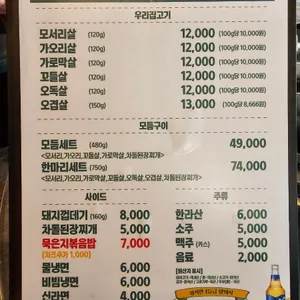 우리집고기
모서리살 (120g) 12,000 (100g당 10,000원)
가오리살 (120g) 12,000 (100g당 10,000원)
가로막살 (120g) 12,000 (100g당 10,000원)
꼬들살 (120g) 12,000 (100g당 10,000원)
오독살 (120g) 12,000 (100g당 10,000원)
오겹살 (150g) 13,000 (100g당 8,666원)
모듬구이
모듬세트 (480g) 49,000
<모서리,가오리,꼬들살,가로막살,차돌된장찌개>
한마리세트 (750g) 74,000
<모서리,가오리,가로막살,꼬들살,오독살,오겹살,차돌된장찌개>
사이드
돼지껍데기 (160g) 8,000
차돌된장찌개 5,000
묵은지볶음밥 7,000
(치즈추가 1,000)
물냉면 6,000
비빔냉면 6,000
신라면 4,000
주류
한라산 6,000
소주 5,000
맥주 (카스) 5,000
음료 2,000
[원산지 표시]